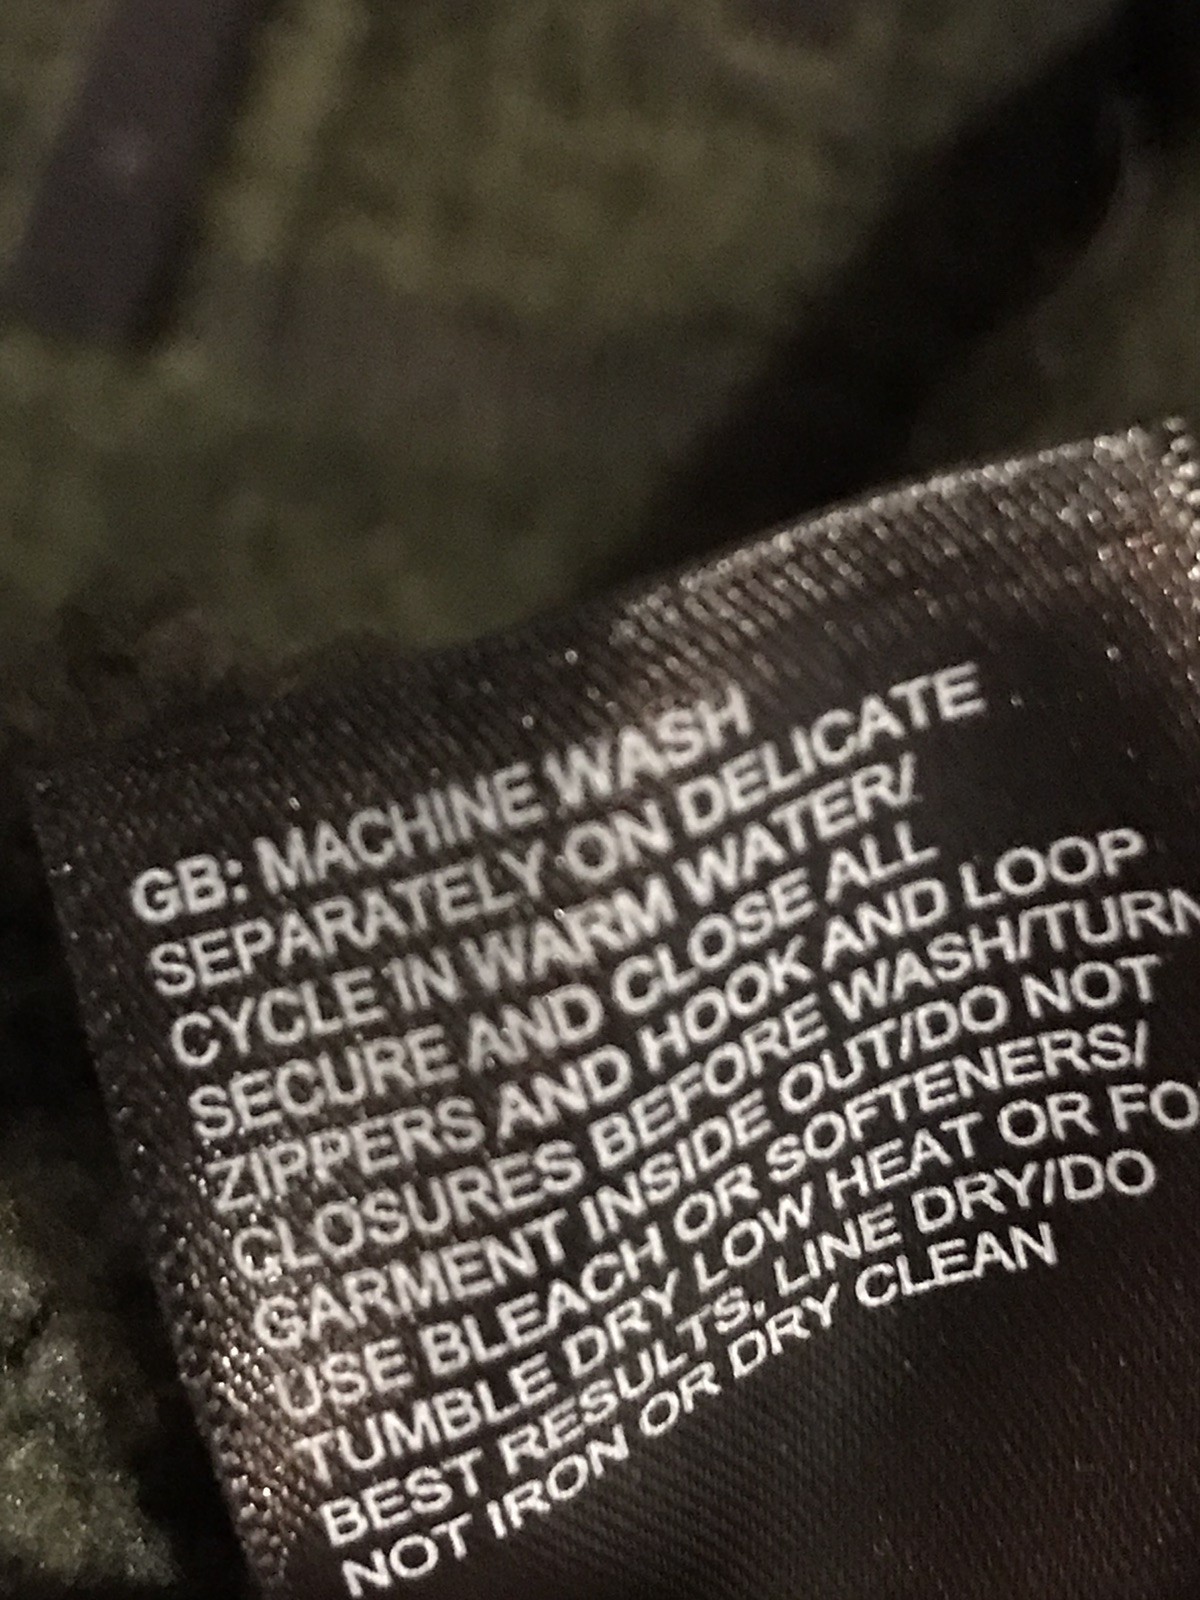 GB: MACHINE WASH
SEPARATELY ON DELICATE
CYCLE IN WARM WATER/
SECURE AND CLOSE ALL
ZIPPERS AND HOOK AND LOOP
CLOSURES BEFORE WASH/TURN
GARMENT INSIDE OUT/DO NOT
USE BLEACH OR SOFTENERS/
TUMBLE DRY LOW HEAT OR FO
BEST RESULTS, LINE DRY/DO
NOT IRON OR DRY CLEAN